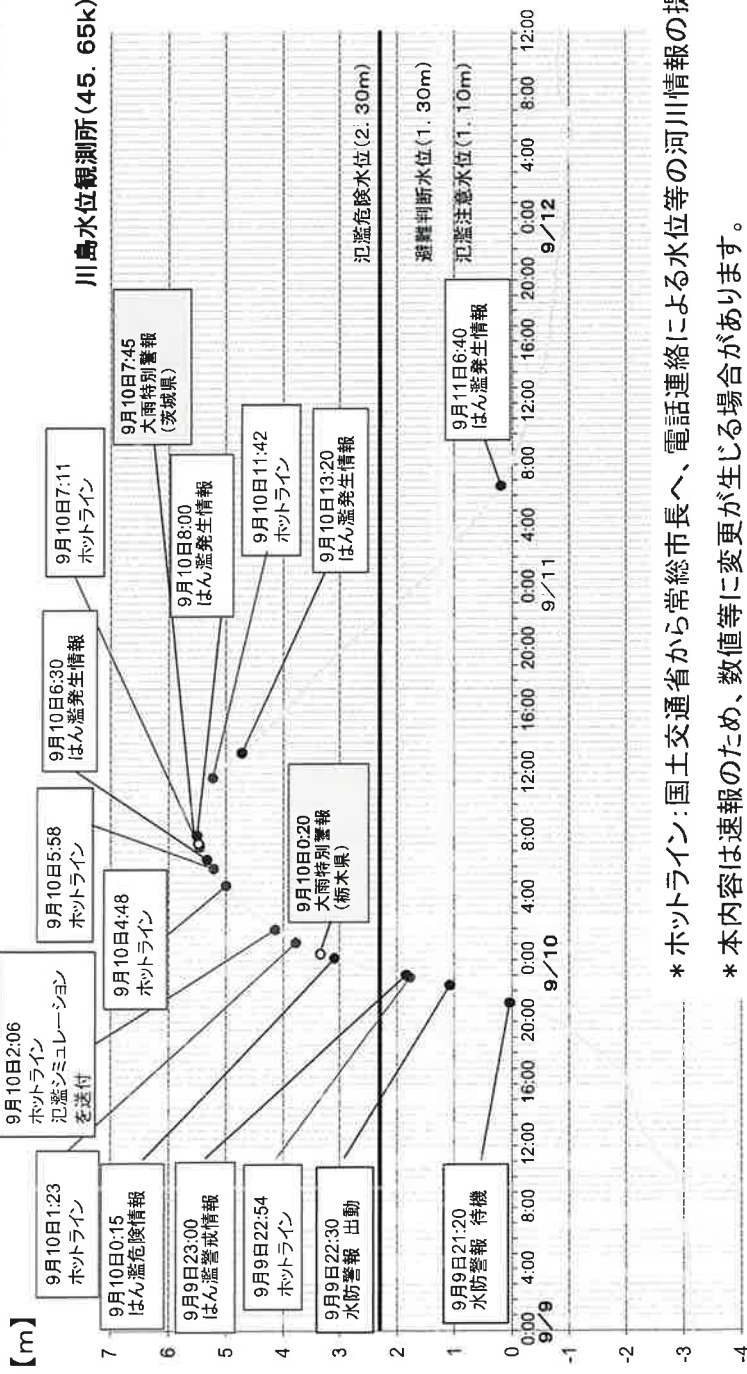 【m】
川島水位観測所(45. 65k)
7
6
5
4
3
2
1
0
-1
-2
-3
-4
9月10日2:06
ホットライン
氾濫シミュレーション
を送付
9月10日1:23
ホットライン
9月10日0:15
はん濫危険情報
9月9日23:00
はん濫警戒情報
9月9日22:54
ホットライン
9月9日22:30
水防警報 出動
9月9日21:20
水防警報 待機
9月10日4:48
ホットライン
9月10日5:58
ホットライン
9月10日6:30
はん濫発生情報
9月10日7:11
ホットライン
9月10日7:45
大雨特別警報
(茨城県)
9月10日8:00
はん濫発生情報
9月10日11:42
ホットライン
9月10日13:20
はん濫発生情報
9月10日0:20
大雨特別警報
(栃木県)
9月11日6:40
はん濫発生情報
氾濫危険水位(2. 30m)
避難判断水位(1. 30m)
氾濫注意水位(1. 10m)
0:00 4:00 8:00 12:00 16:00 20:00 0:00 4:00 8:00 12:00 16:00 20:00 0:00 4:00 8:00 12:00 16:00 20:00 0:00 4:00 8:00 12:00
9/9 9/10 9/11 9/12
*ホットライン:国土交通省から常総市長へ、電話連絡による水位等の河川情報の
*本内容は速報のため、数値等に変更が生じる場合があります。